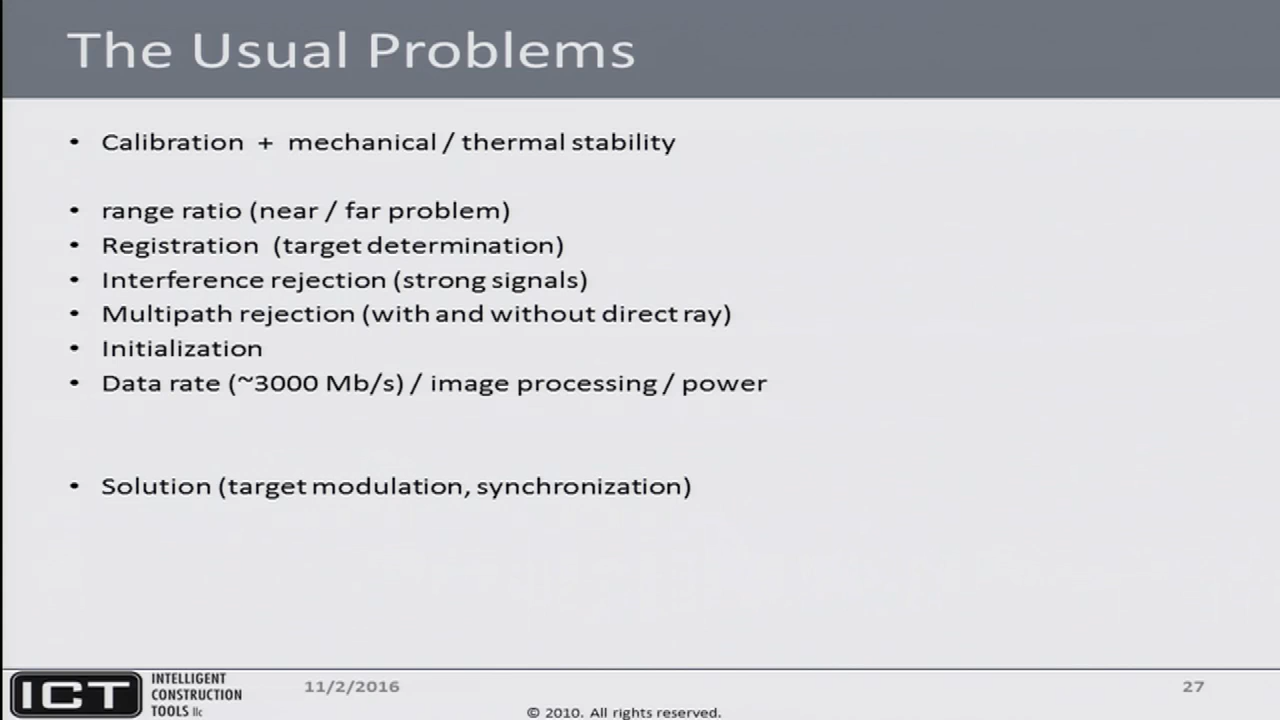 The Usual Problems
• Calibration + mechanical / thermal stability
• range ratio (near / far problem)
• Registration (target determination)
• Interference rejection (strong signals)
• Multipath rejection (with and without direct ray)
• Initialization
• Data rate (~3000 Mb/s) / image processing / power
• Solution (target modulation, synchronization)
ICT
INTELLIGENT
CONSTRUCTION
TOOLS llc
11/2/2016
27
© 2010. All rights reserved.